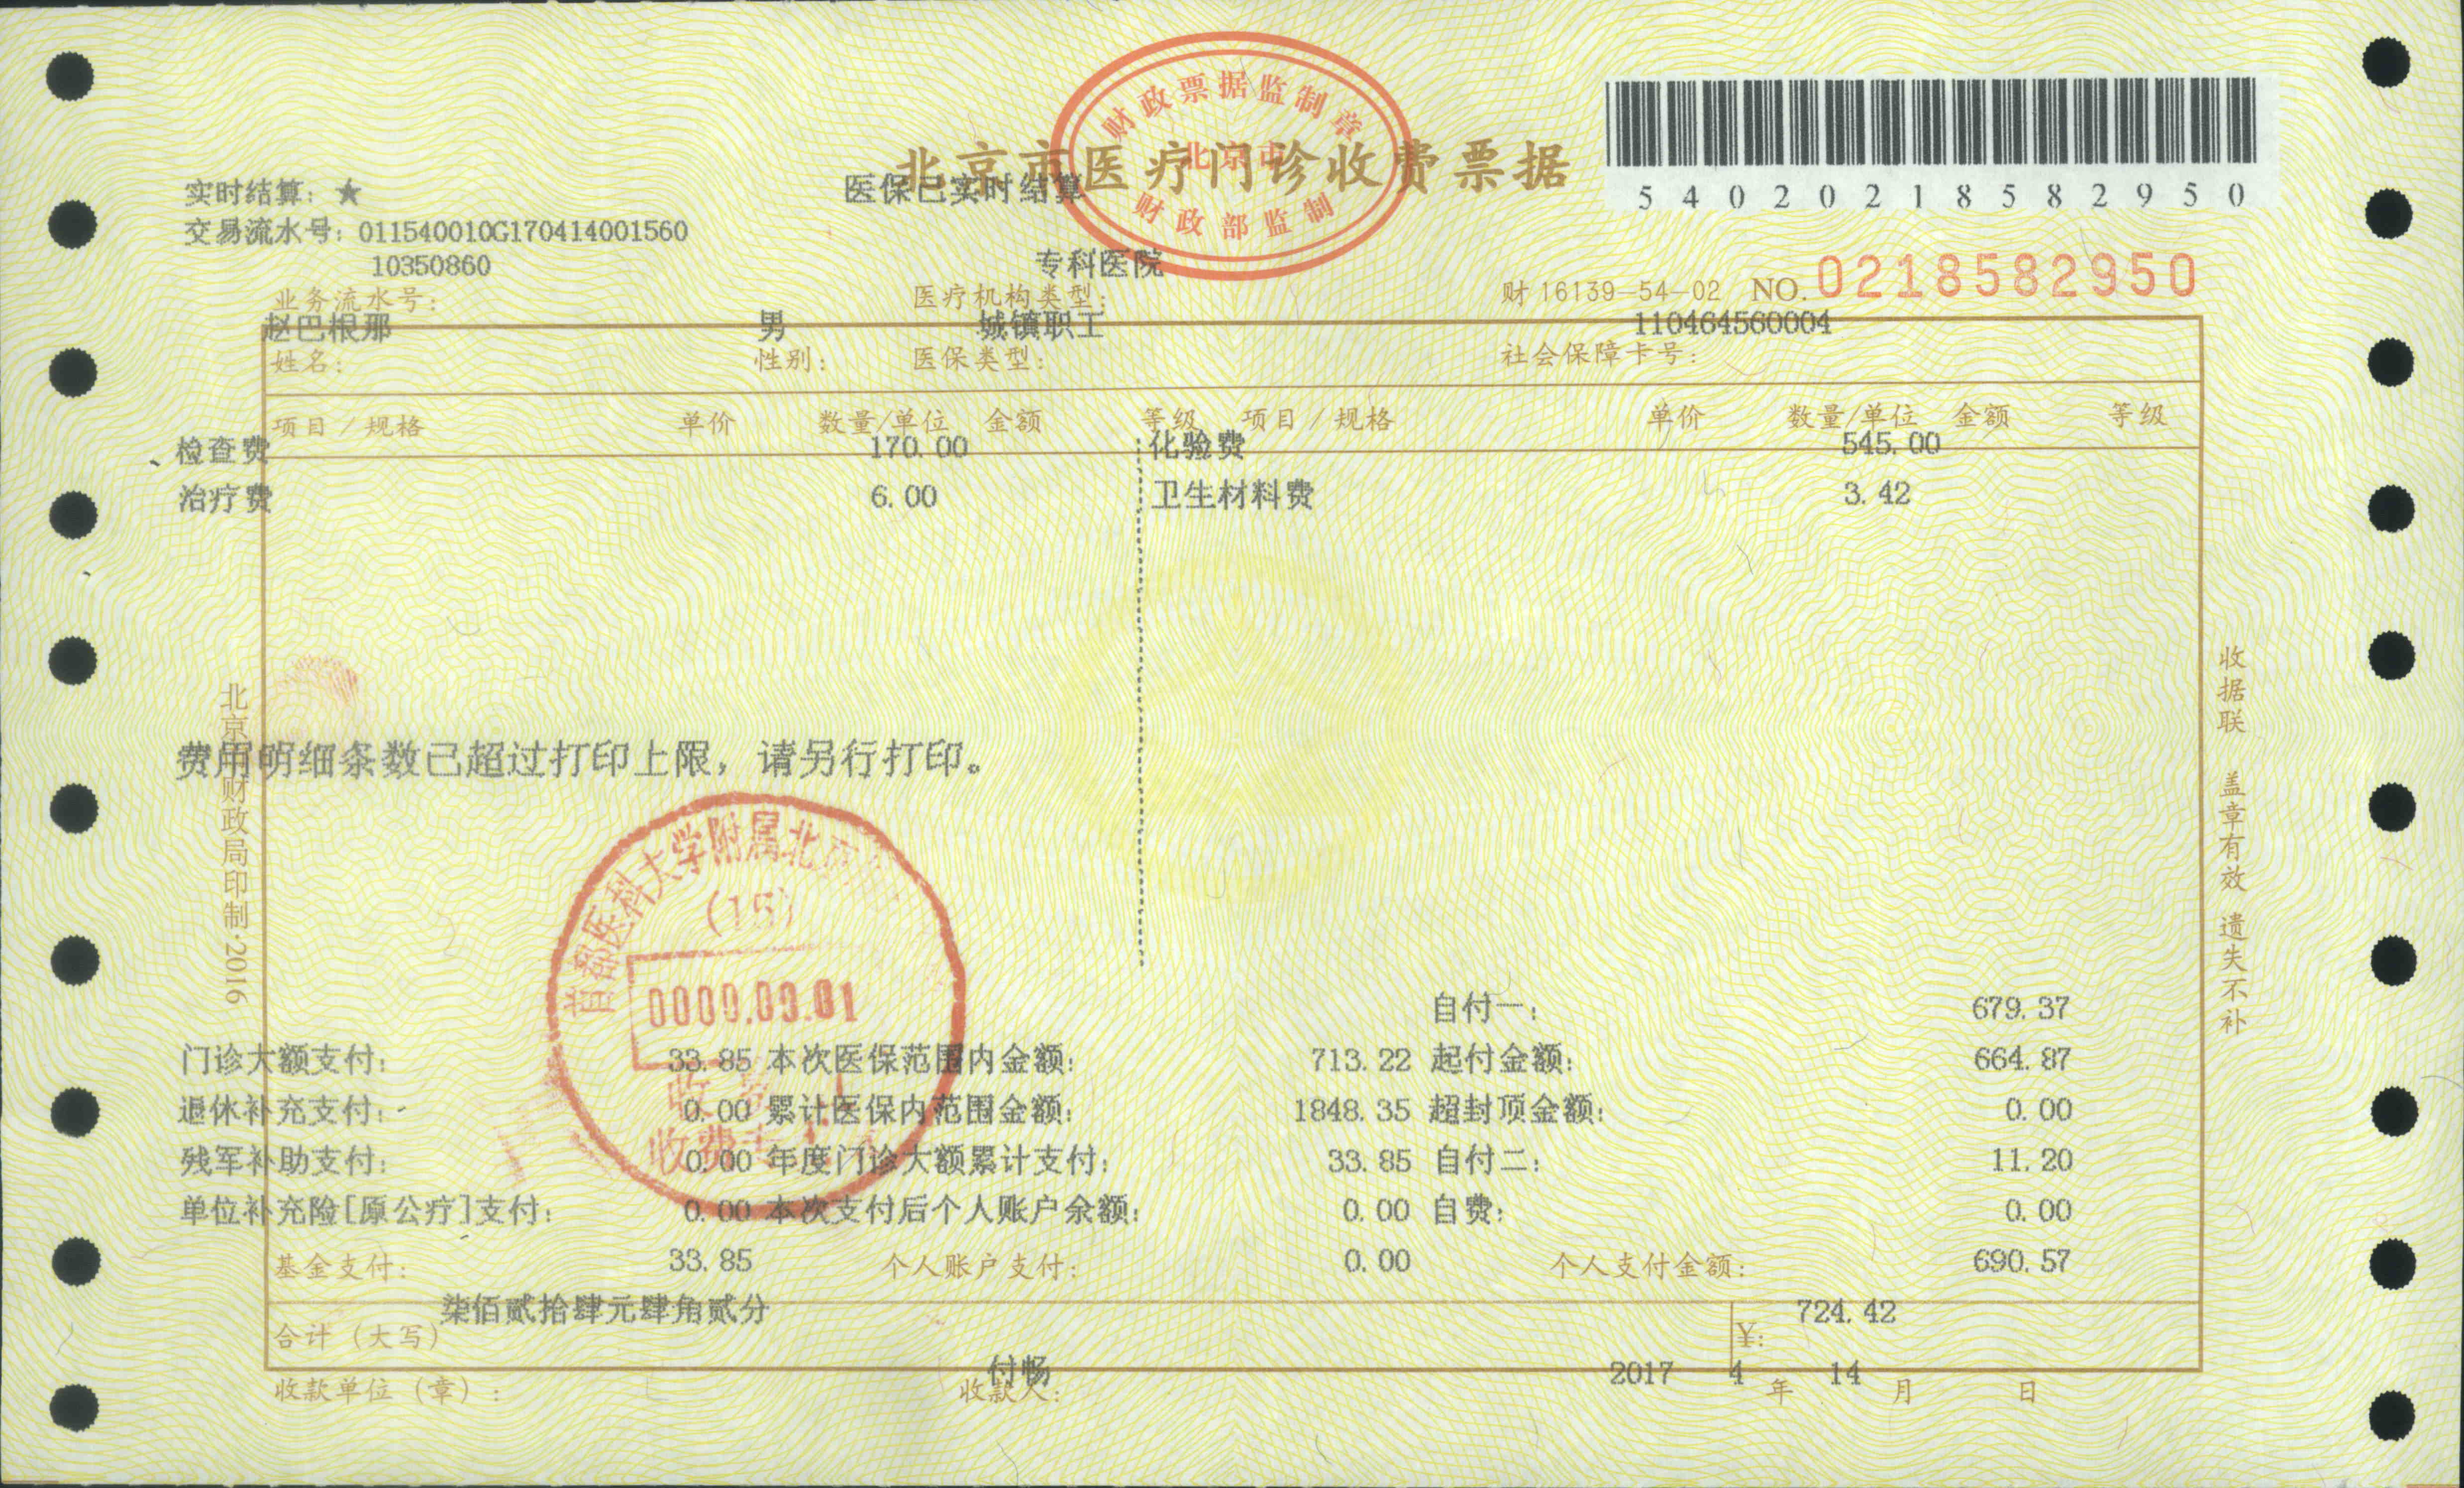 财政票据监制章
北京市
财政部监制
北京市医疗门诊收费票据
5402021858 2950
实时结算：★
医保已实时结算
交易流水号：011540010G170414001560
10350860
专科医院
业务流水号：
医疗机构类型：
财 16139-54-02 NO. 0218582950
赵巴根那 男 城镇职工 110464560004
姓名： 性别： 医保类型： 社会保障卡号：
项目／规格 单价 数量/单位 金额 等级 项目／规格 单价 数量/单位 金额 等级
检查费 170.00 化验费 545.00
治疗费 6.00 卫生材料费 3.42
费用明细条数已超过打印上限，请另行打印。
北京市财政局印制·2016
收据联 盖章有效 遗失不补
首都医科大学附属北京
(15)
0000.03.01
收费
自付一： 679.37
门诊大额支付： 33.85 本次医保范围内金额： 713.22 起付金额： 664.87
退休补充支付： 0.00 累计医保内范围金额： 1848.35 超封顶金额： 0.00
残军补助支付： 0.00 年度门诊大额累计支付： 33.85 自付二： 11.20
单位补充险[原公疗]支付： 0.00 本次支付后个人账户余额： 0.00 自费： 0.00
基金支付： 33.85 个人账户支付： 0.00 个人支付金额： 690.57
柒佰贰拾肆元肆角贰分 724.42
合计（大写） ¥：
付畅 2017 4 14
收款单位（章）： 收款人： 年 月 日